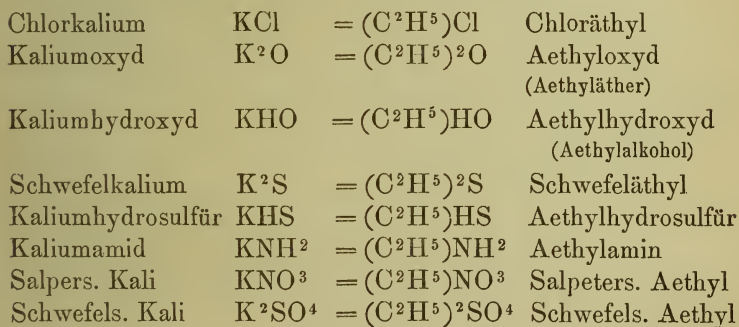 Chlorkalium KCl = (C²H⁵)Cl Chloräthyl
Kaliumoxyd K²O = (C²H⁵)²O Aethyloxyd
(Aethyläther)
Kaliumhydroxyd KHO = (C²H⁵)HO Aethylhydroxyd
(Aethylalkohol)
Schwefelkalium K²S = (C²H⁵)²S Schwefeläthyl
Kaliumhydrosulfür KHS = (C²H⁵)HS Aethylhydrosulfür
Kaliumamid KNH² = (C²H⁵)NH² Aethylamin
Salpers. Kali KNO³ = (C²H⁵)NO³ Salpeters. Aethyl
Schwefels. Kali K²SO⁴ = (C²H⁵)²SO⁴ Schwefels. Aethyl